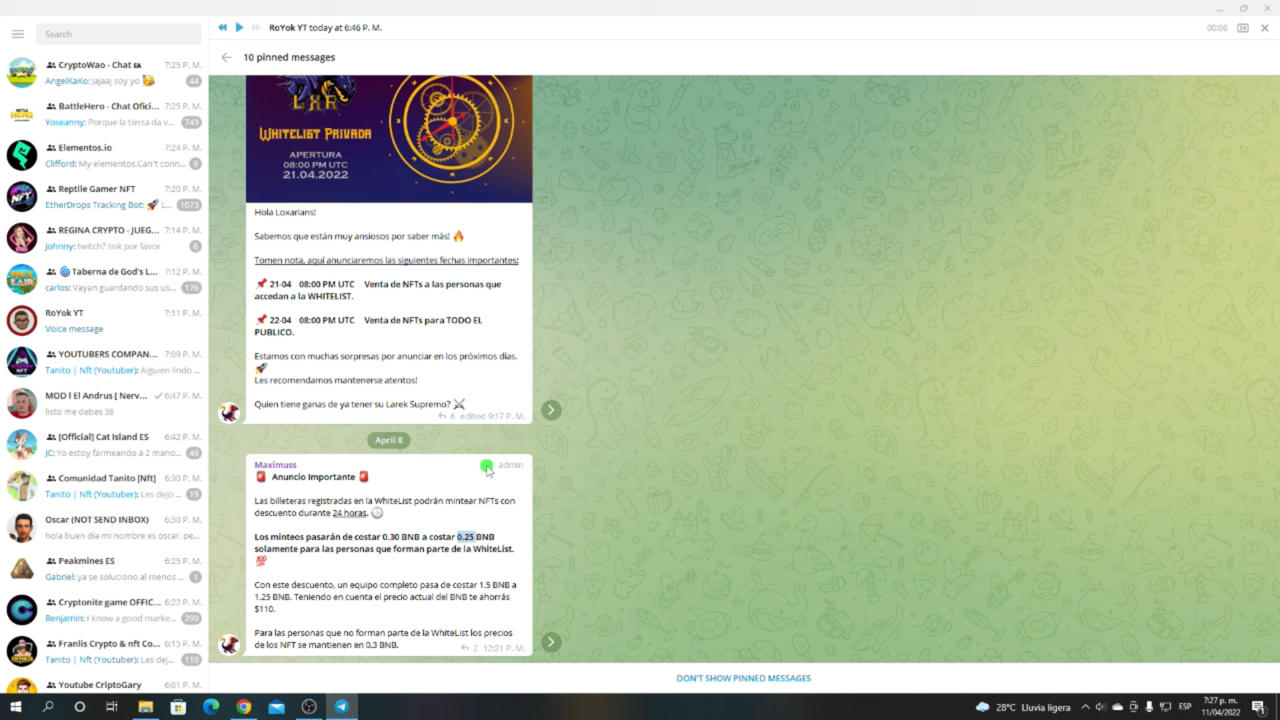 RoYok YT today at 6:46 P. M.
00:06
2X
Search
10 pinned messages
CryptoWao - Chat EA
7:25 P. M.
AngelKaKo: jajaaj soy yo 🥰
44
BattleHero - Chat Ofici...
7:25 P. M.
Yoseanny: Porque la tierra da v...
749
Elementos.io
7:24 P. M.
Clifford: My elementos.Can't conn...
9
Reptile Gamer NFT
7:20 P. M.
EtherDrops Tracking Bot: 🚀 L...
1073
REGINA CRYPTO - JUEG...
7:14 P. M.
Johnny: twitch? link por favor
6
🌀 Taberna de God's L...
7:12 P. M.
carlos: Vayan guardando sus us...
176
RoYok YT
7:11 P. M.
Voice message
YOUTUBERS COMPAN...
7:09 P. M.
Tanito | Nft (Youtuber): Alguien lindo ...
MOD l El Andrus [ Nerv...
6:47 P. M.
listo me debes 38
[Official] Cat Island ES
6:42 P. M.
JC: Yo estoy farmeando a 2 mano...
46
Comunidad Tanito [Nft]
6:30 P. M.
Tanito | Nft (Youtuber): Les dejo ...
19
Oscar (NOT SEND INBOX)
6:30 P. M.
hola buen día mi nombre es oscar, pe...
Peakmines ES
6:25 P. M.
Gabriel: ya se soluciono al menos ...
1
Cryptonite game OFFIC...
6:22 P. M.
Benjamin: I know a good marke...
290
Franlis Crypto & nft Co...
6:15 P. M.
Tanito | Nft (Youtuber): Les dej...
110
Youtube CriptoGary
6:01 P. M.
LXR
WHITELIST PRIVADA
APERTURA
08:00 PM UTC
21.04.2022
Hola Loxarians!
Sabemos que están muy ansiosos por saber más! 🔥
Tomen nota, aquí anunciaremos las siguientes fechas importantes:
📌 21-04 08:00 PM UTC Venta de NFTs a las personas que
accedan a la WHITELIST.
📌 22-04 08:00 PM UTC Venta de NFTs para TODO EL
PUBLICO.
Estamos con muchas sorpresas por anunciar en los próximos días.
🚀
Les recomendamos mantenerse atentos!
Quien tiene ganas de ya tener su Larek Supremo? ⚔
6 edited 9:17 P. M.
April 8
Maximuss
admin
🚨 Anuncio Importante 🚨
Las billeteras registradas en la WhiteList podrán mintear NFTs con
descuento durante 24 horas. 🕓
Los minteos pasarán de costar 0.30 BNB a costar 0.25 BNB
solamente para las personas que forman parte de la WhiteList.
💯
Con este descuento, un equipo completo pasa de costar 1.5 BNB a
1.25 BNB. Teniendo en cuenta el precio actual del BNB te ahorrás
$110.
Para las personas que no forman parte de la WhiteList los precios
de los NFT se mantienen en 0.3 BNB.
2 12:21 P. M.
DON'T SHOW PINNED MESSAGES
28°C Lluvia ligera
ESP
7:27 p. m.
11/04/2022